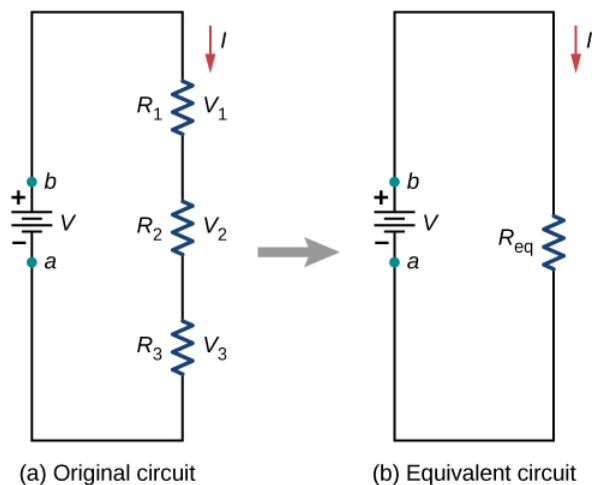 I
R1 V1
b
+
V
R2 V2
−
a
R3 V3
(a) Original circuit
I
b
+
V
Req
−
a
(b) Equivalent circuit